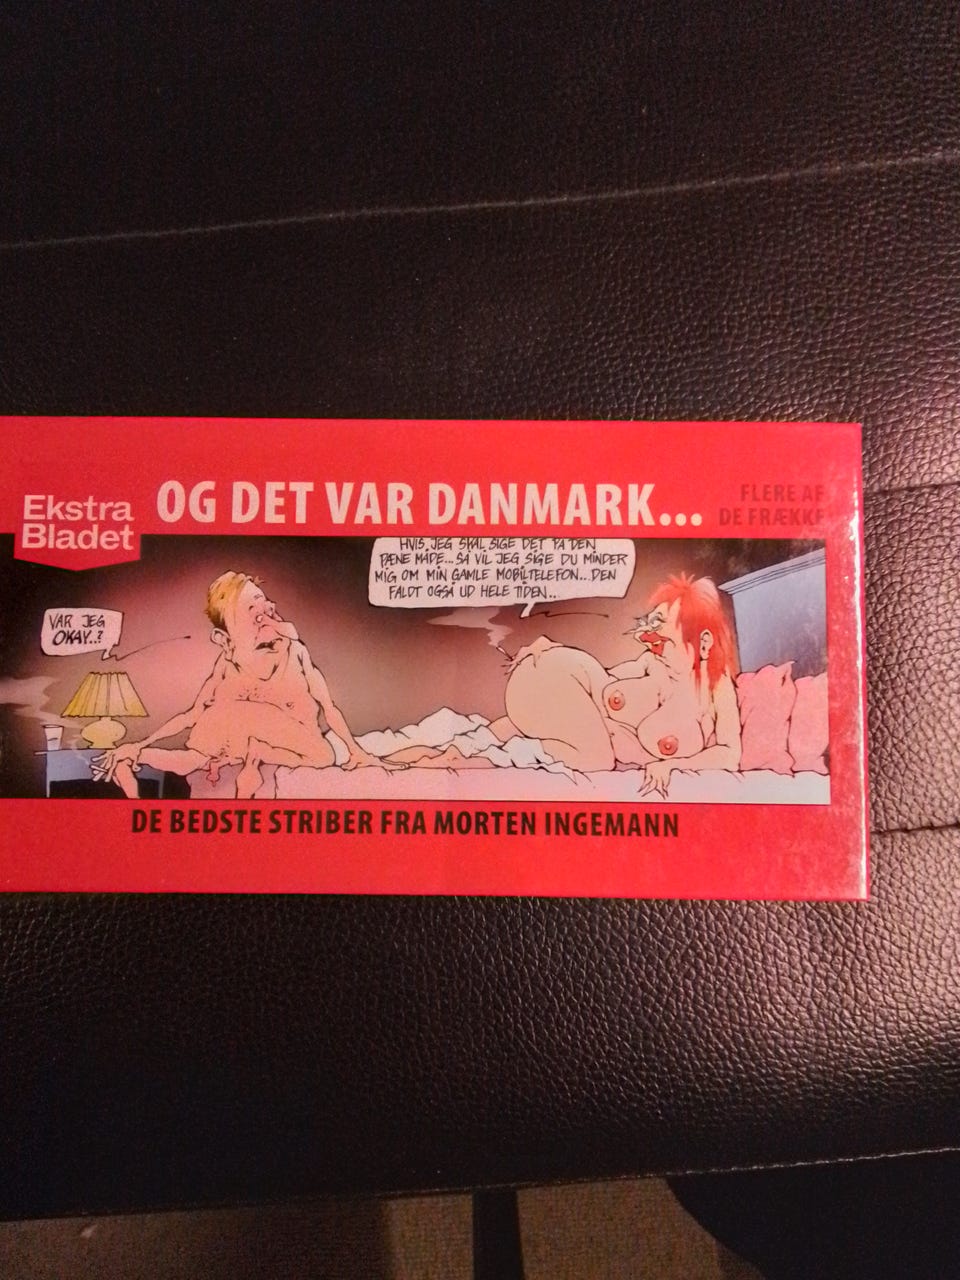 Ekstra
Bladet
OG DET VAR DANMARK...
FLERE AF
DE FRÆKKE
HVIS JEG SKAL SIGE DET PÅ DEN
PÆNE MÅDE... SÅ VIL JEG SIGE DU MINDER
MIG OM MIN GAMLE MOBILTELEFON... DEN
FALDT OGSÅ UD HELE TIDEN..
VAR JEG
OKAY..?
DE BEDSTE STRIBER FRA MORTEN INGEMANN